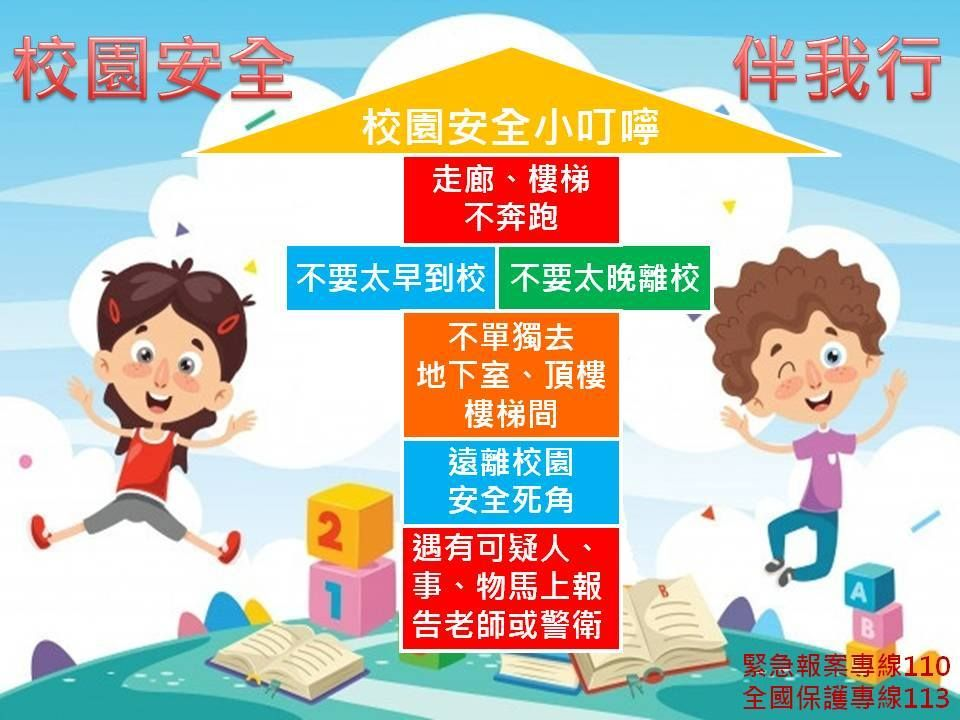 校園安全 伴我行
校園安全小叮嚀
走廊、樓梯
不奔跑
不要太早到校
不要太晚離校
不單獨去
地下室、頂樓
樓梯間
遠離校園
安全死角
遇有可疑人、
事、物馬上報
告老師或警衛
2
1
B
A
B
緊急報案專線110
全國保護專線113